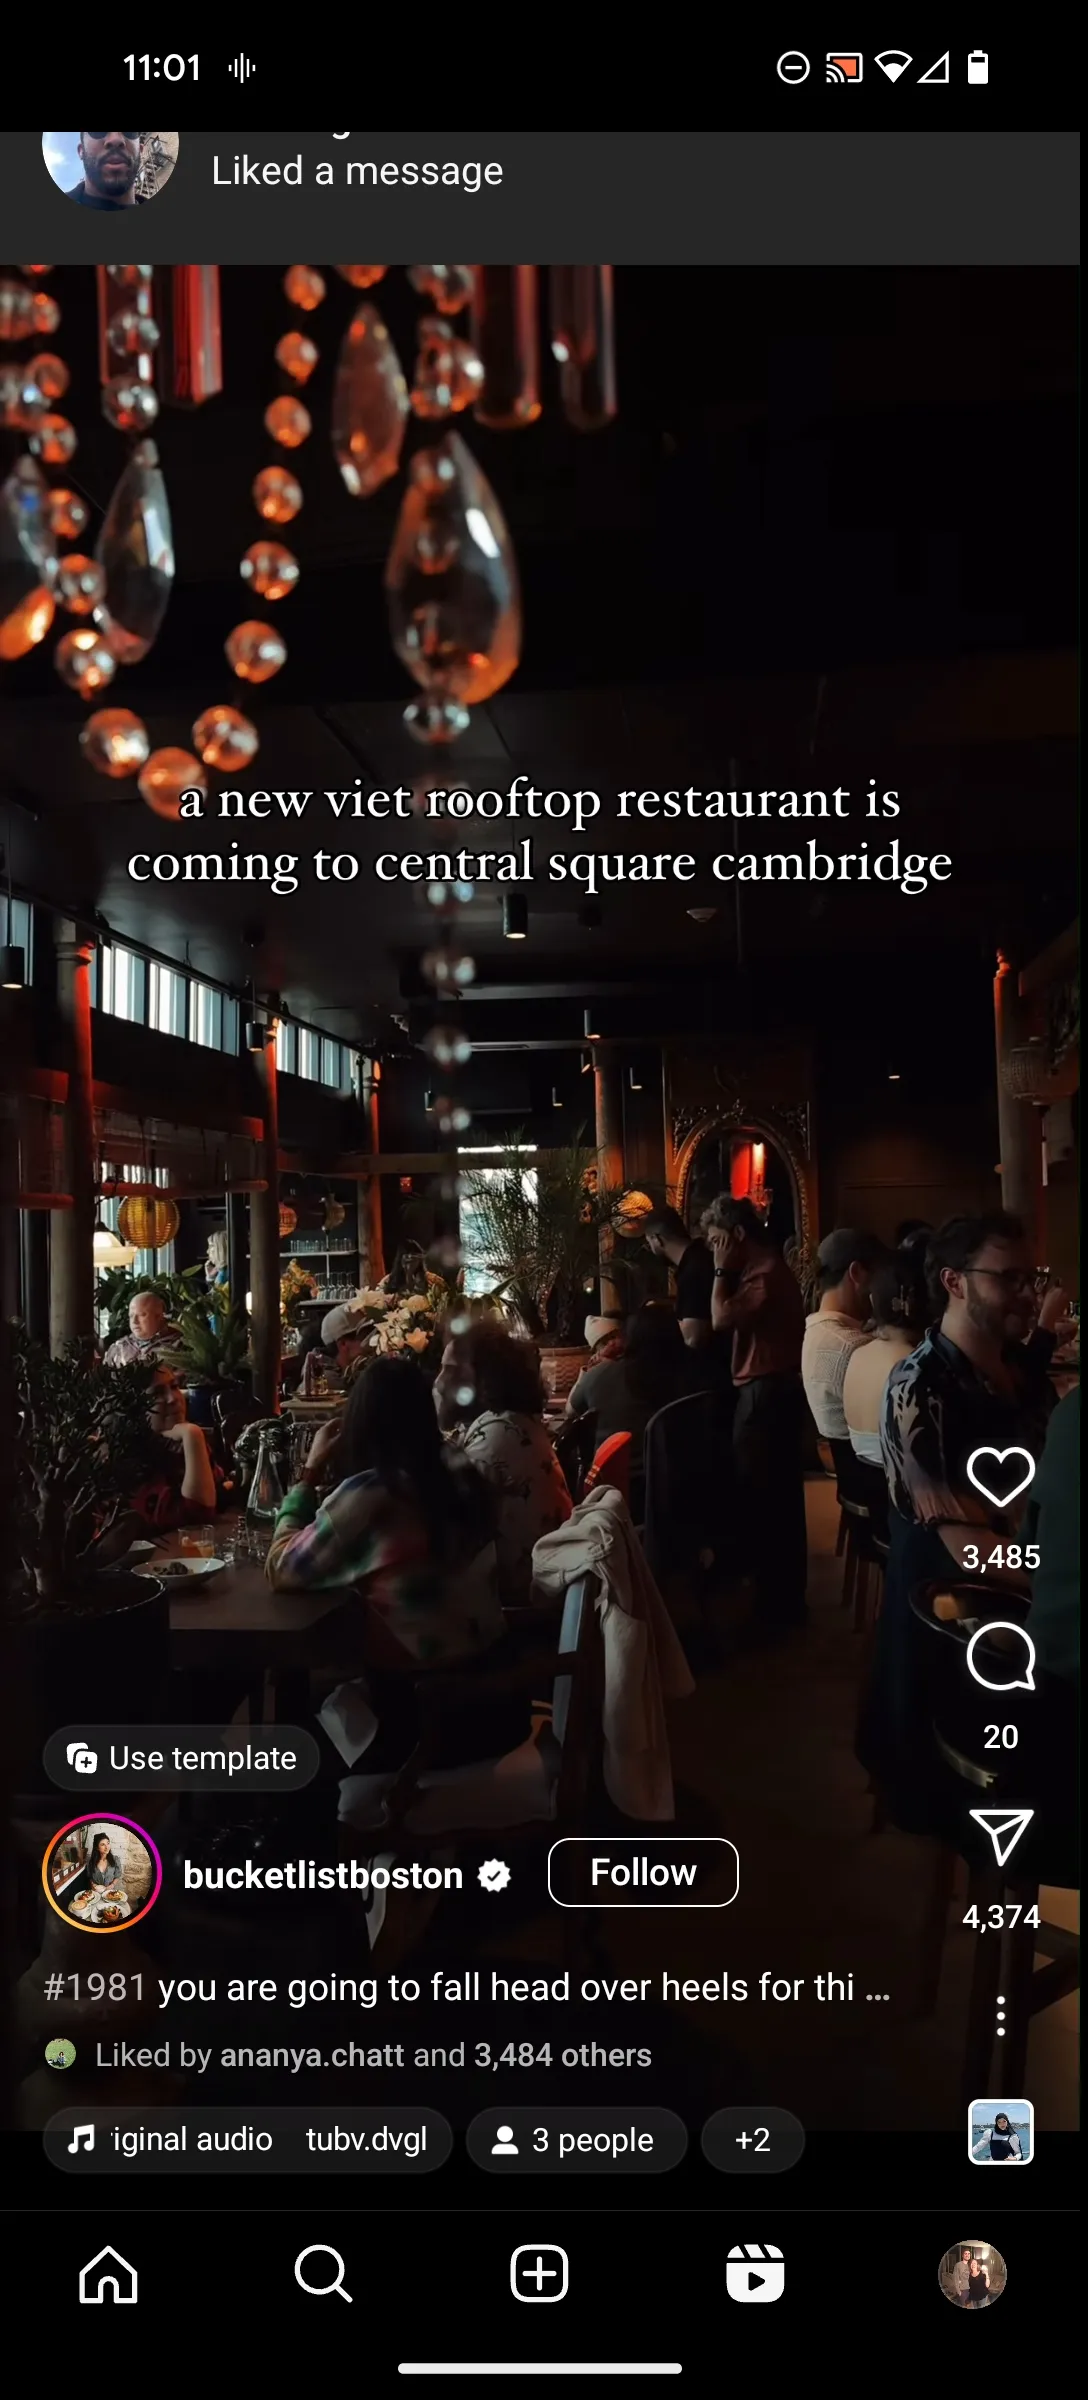 11:01
Liked a message
a new viet rooftop restaurant is
coming to central square cambridge
3,485
20
Use template
bucketlistboston
Follow
4,374
#1981 you are going to fall head over heels for thi ...
Liked by ananya.chatt and 3,484 others
iginal audio tubv.dvgl
3 people
+2